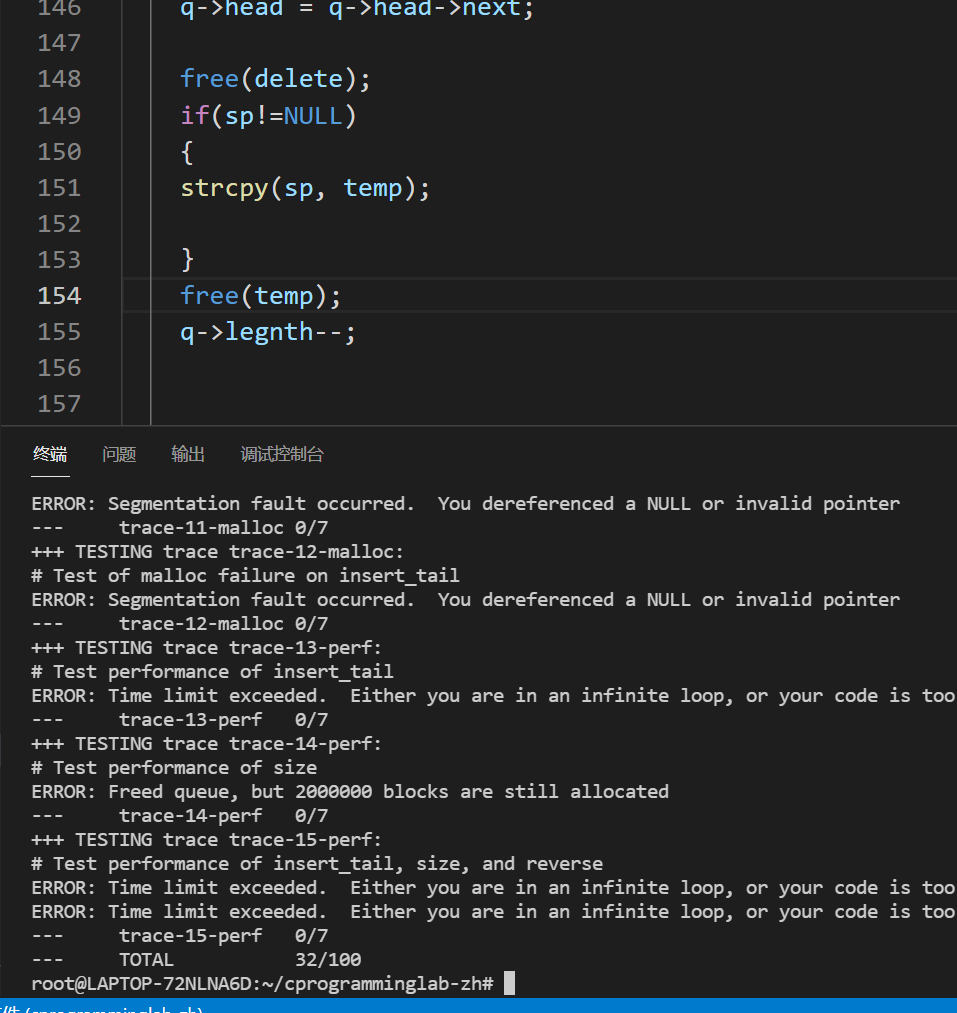 146 q->head = q->head->next;
147
148 free(delete);
149 if(sp!=NULL)
150 {
151 strcpy(sp, temp);
152
153 }
154 free(temp);
155 q->legnth--;
156
157
终端 问题 输出 调试控制台
ERROR: Segmentation fault occurred.  You dereferenced a NULL or invalid pointer
---     trace-11-malloc 0/7
+++ TESTING trace trace-12-malloc:
# Test of malloc failure on insert_tail
ERROR: Segmentation fault occurred.  You dereferenced a NULL or invalid pointer
---     trace-12-malloc 0/7
+++ TESTING trace trace-13-perf:
# Test performance of insert_tail
ERROR: Time limit exceeded.  Either you are in an infinite loop, or your code is too
---     trace-13-perf   0/7
+++ TESTING trace trace-14-perf:
# Test performance of size
ERROR: Freed queue, but 2000000 blocks are still allocated
---     trace-14-perf   0/7
+++ TESTING trace trace-15-perf:
# Test performance of insert_tail, size, and reverse
ERROR: Time limit exceeded.  Either you are in an infinite loop, or your code is too
ERROR: Time limit exceeded.  Either you are in an infinite loop, or your code is too
---     trace-15-perf   0/7
---     TOTAL           32/100
root@LAPTOP-72NLNA6D:~/cprogramminglab-zh#